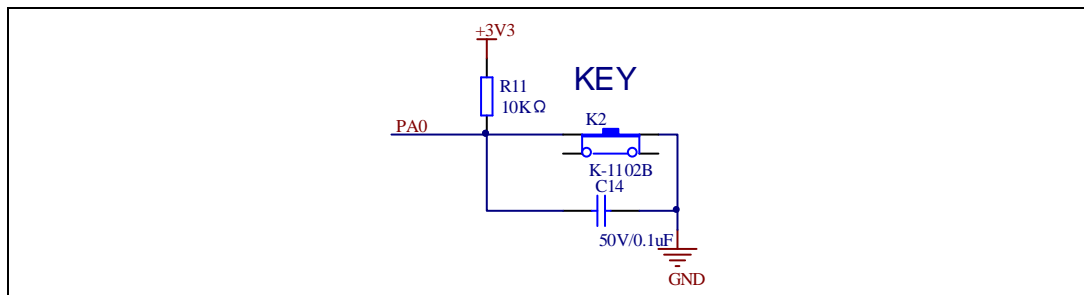 +3V3
R11
10KΩ
KEY
K2
PA0
K-1102B
C14
50V/0.1uF
GND